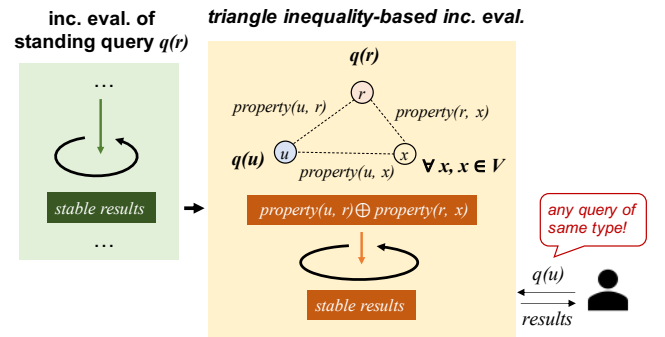 inc. eval. of
standing query q(r)
...
stable results
...
triangle inequality-based inc. eval.
q(r)
r
property(u, r)
property(r, x)
q(u)
u
x
∀ x, x ∈ V
property(u, x)
property(u, r)⊕property(r, x)
stable results
any query of
same type!
q(u)
results